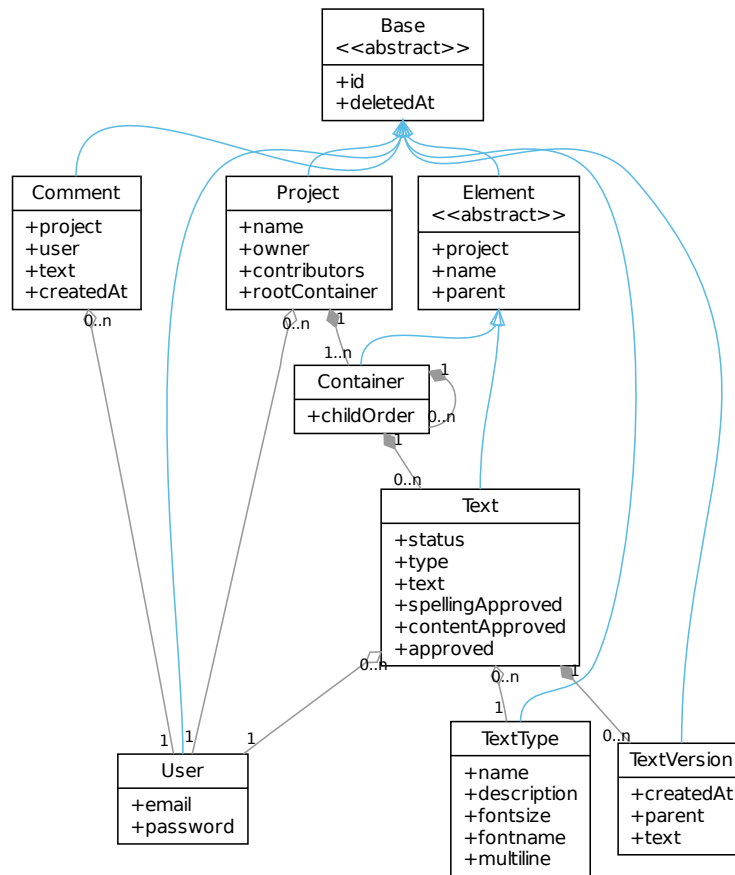 Base
<<abstract>>
+id
+deletedAt
Comment
+project
+user
+text
+createdAt
Project
+name
+owner
+contributors
+rootContainer
Element
<<abstract>>
+project
+name
+parent
0..n
0..n
1
1..n
Container
+childOrder
1
0..n
1
0..n
Text
+status
+type
+text
+spellingApproved
+contentApproved
+approved
0..n
0..n
1
1
1
1
1
0..n
User
+email
+password
TextType
+name
+description
+fontsize
+fontname
+multiline
TextVersion
+createdAt
+parent
+text